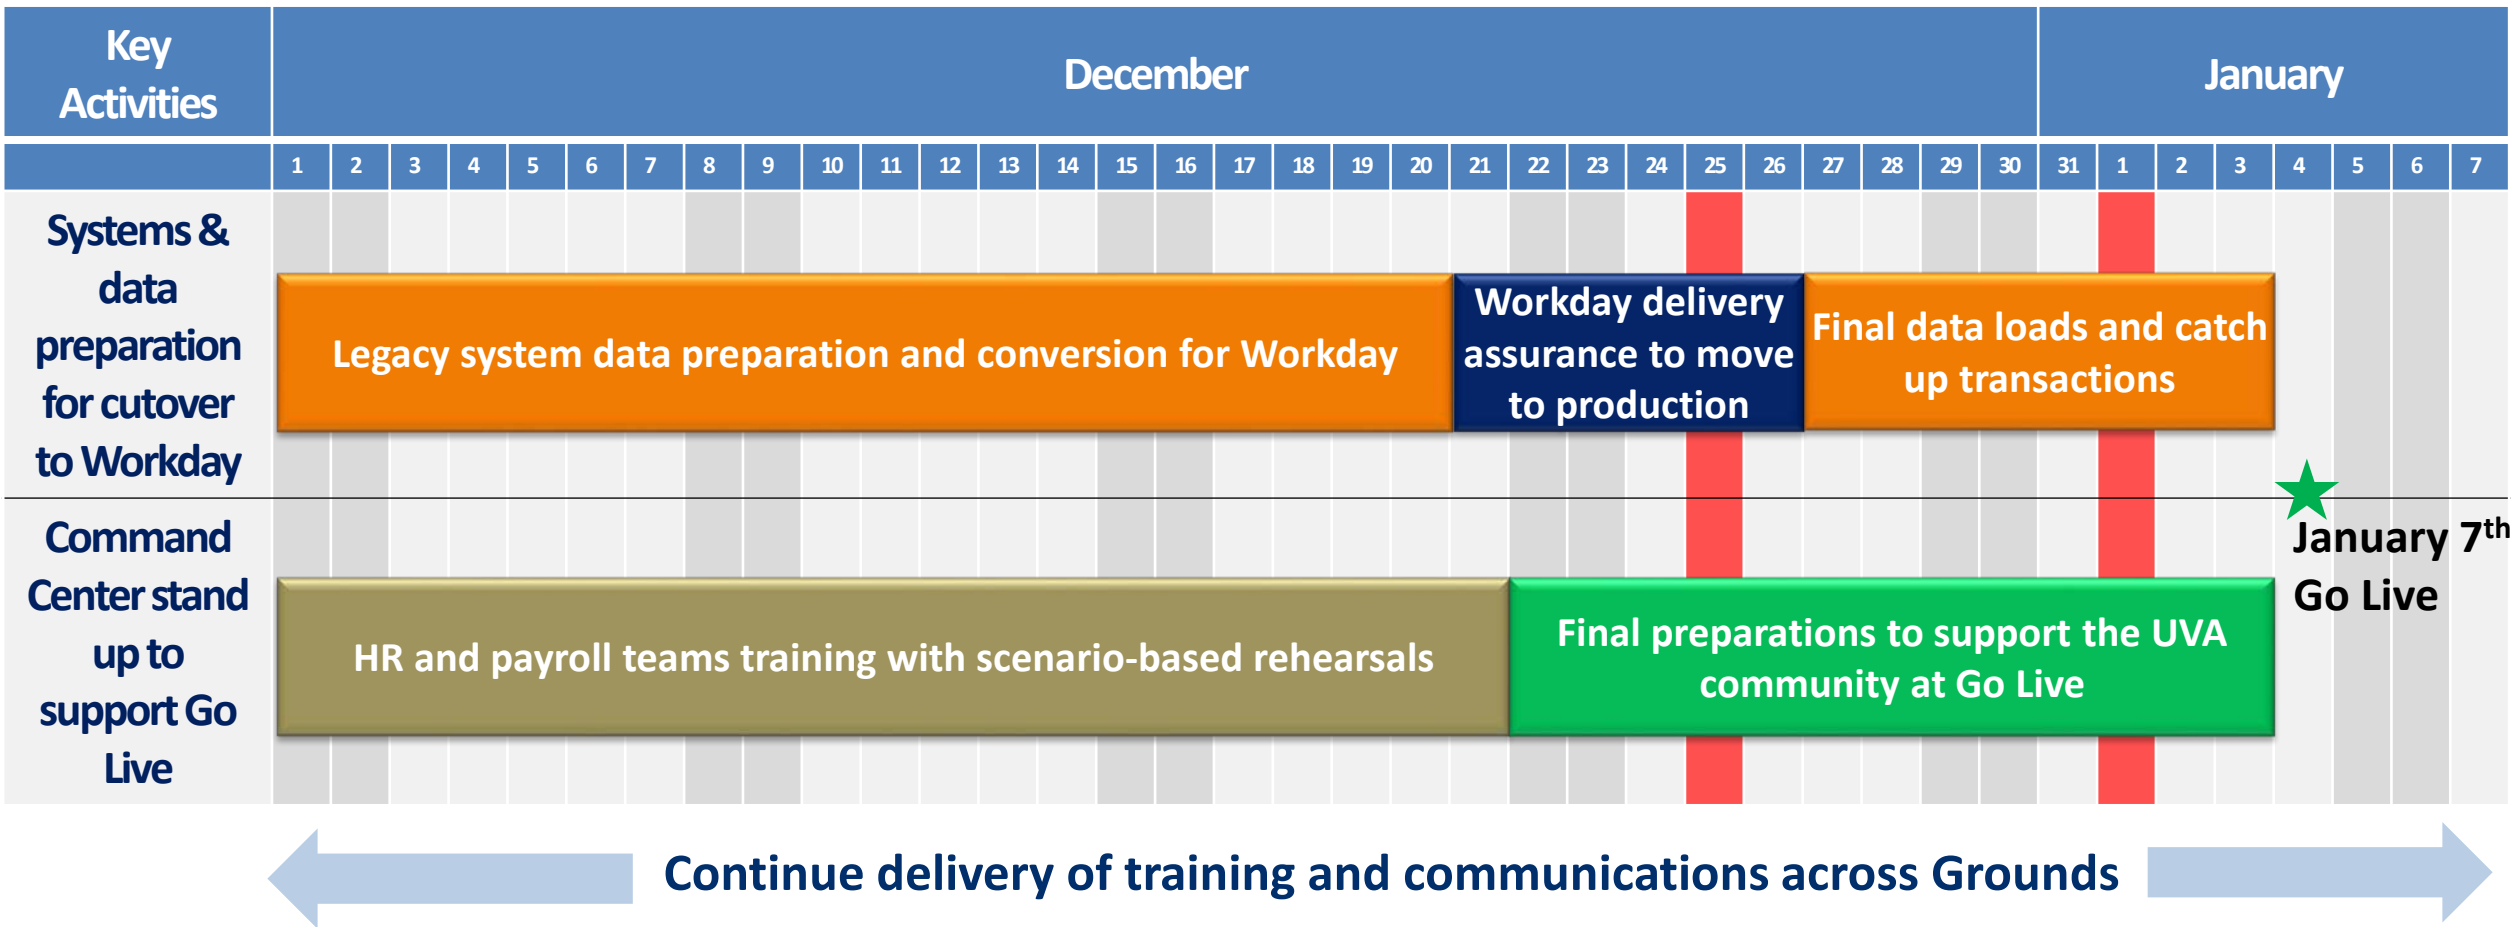 Key
Activities
December
January
1 2 3 4 5 6 7 8 9 10 11 12 13 14 15 16 17 18 19 20 21 22 23 24 25 26 27 28 29 30 31 1 2 3 4 5 6 7
Systems &
data
preparation
for cutover
to Workday
Legacy system data preparation and conversion for Workday
Workday delivery
assurance to move
to production
Final data loads and catch
up transactions
Command
Center stand
up to
support Go
Live
HR and payroll teams training with scenario-based rehearsals
Final preparations to support the UVA
community at Go Live
January 7th
Go Live
Continue delivery of training and communications across Grounds